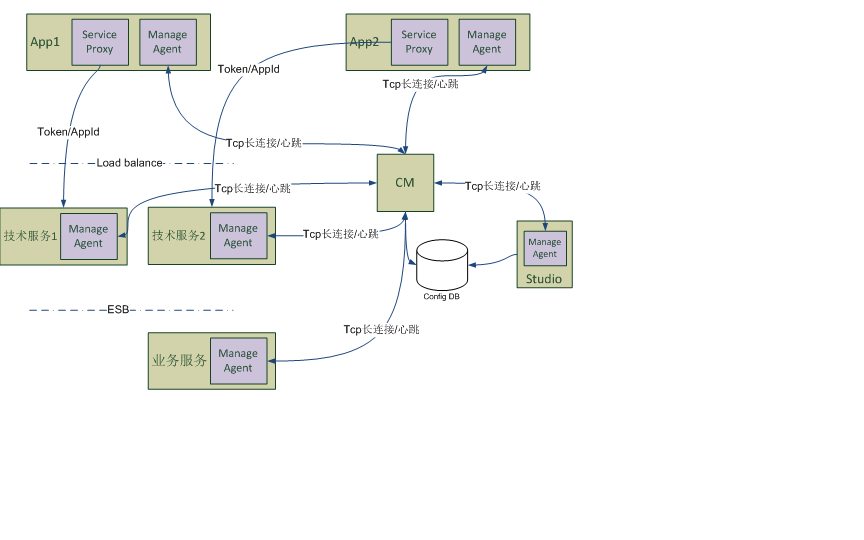 App1
Service
Proxy
Manage
Agent
App2
Service
Proxy
Manage
Agent
Token/AppId
Tcp长连接/心跳
Token/AppId
Tcp长连接/心跳
Load balance
CM
Tcp长连接/心跳
Tcp长连接/心跳
技术服务1
Manage
Agent
技术服务2
Manage
Agent
Tcp长连接/心跳
Manage
Agent
Studio
Config DB
ESB
Tcp长连接/心跳
业务服务
Manage
Agent